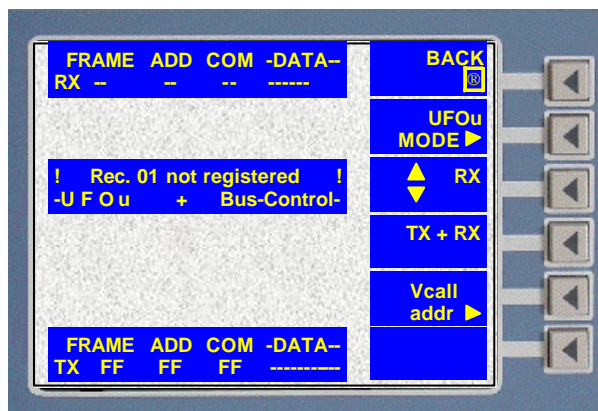 FRAME ADD COM -DATA--
RX -- -- -- ------
! Rec. 01 not registered !
-U F O u + Bus-Control-
FRAME ADD COM -DATA--
TX FF FF FF ----------
BACK
®
UFOu
MODE ▶
▲ RX
▼
TX + RX
Vcall
addr ▶